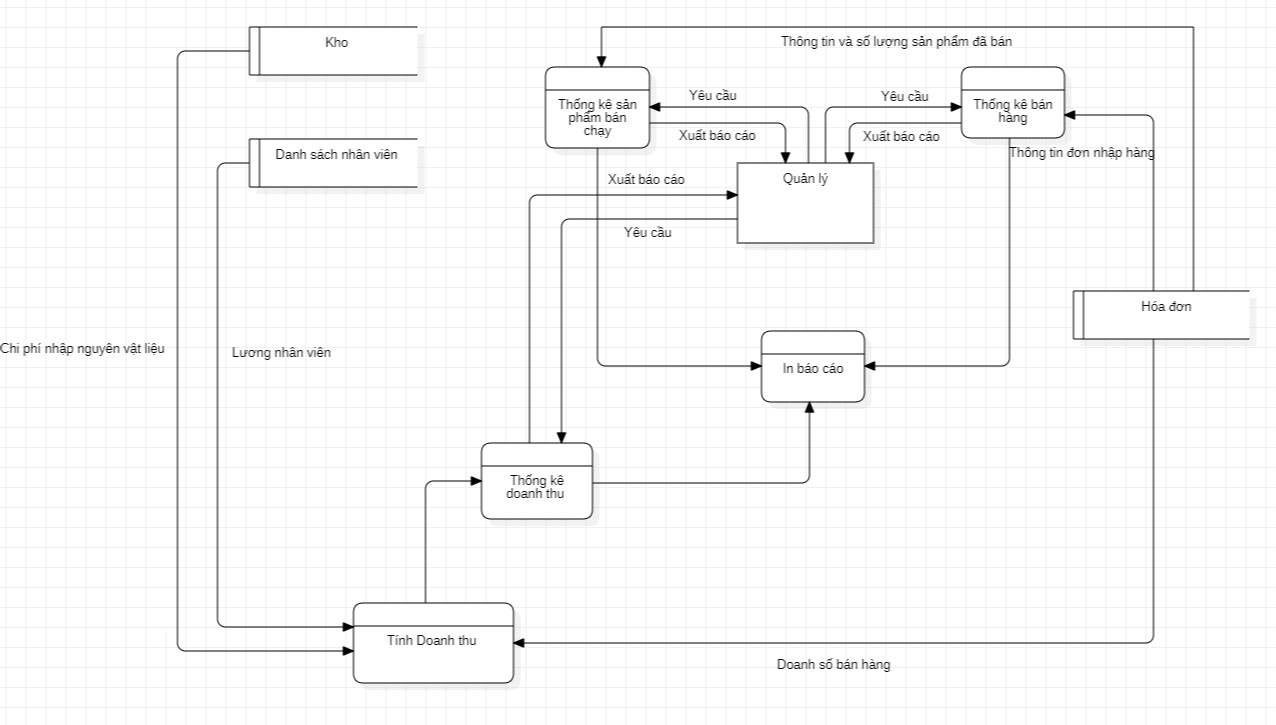 Kho
Thông tin và số lượng sản phẩm đã bán
Yêu cầu
Yêu cầu
Thống kê sản
phẩm bán
chạy
Thống kê bán
hàng
Xuất báo cáo
Xuất báo cáo
Danh sách nhân viên
Thông tin đơn nhập hàng
Xuất báo cáo
Quản lý
Yêu cầu
Hóa đơn
Chi phí nhập nguyên vật liệu
Lương nhân viên
In báo cáo
Thống kê
doanh thu
Tính Doanh thu
Doanh số bán hàng